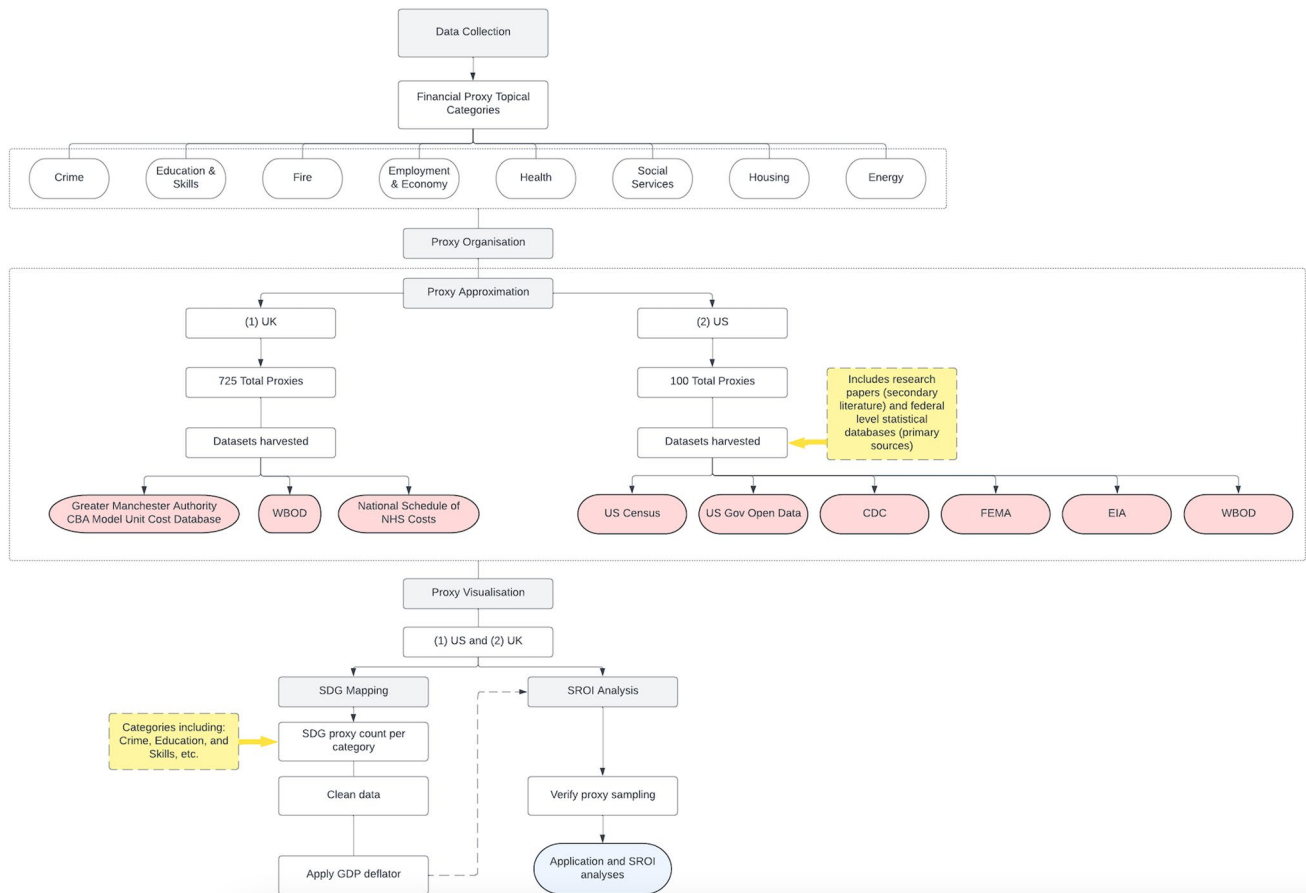 Data Collection
Financial Proxy Topical
Categories
Crime
Education &
Skills
Fire
Employment
& Economy
Health
Social
Services
Housing
Energy
Proxy Organisation
Proxy Approximation
(1) UK
(2) US
725 Total Proxies
100 Total Proxies
Includes research
papers (secondary
literature) and federal
level statistical
databases (primary
sources)
Datasets harvested
Datasets harvested
Greater Manchester Authority
CBA Model Unit Cost Database
WBOD
National Schedule of
NHS Costs
US Census
US Gov Open Data
CDC
FEMA
EIA
WBOD
Proxy Visualisation
(1) US and (2) UK
SDG Mapping
SROI Analysis
Categories including:
Crime, Education, and
Skills, etc.
SDG proxy count per
category
Clean data
Verify proxy sampling
Apply GDP deflator
Application and SROI
analyses